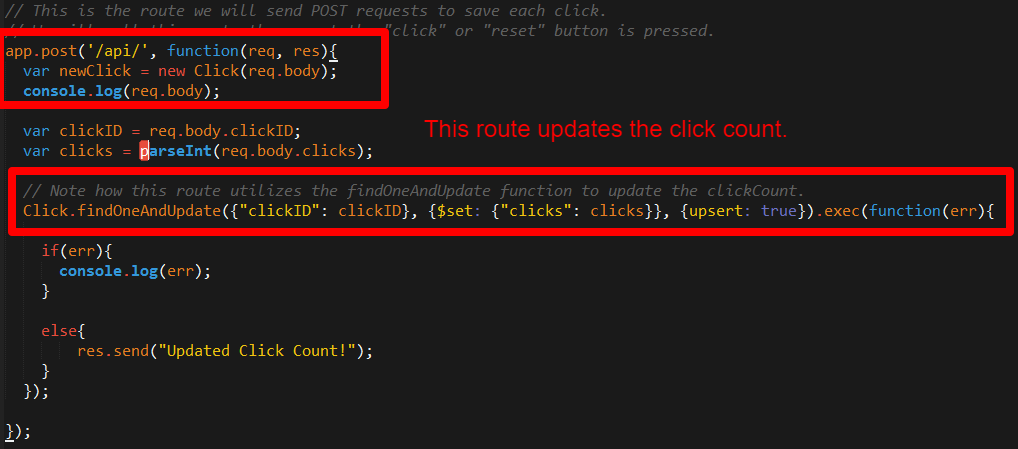 // This is the route we will send POST requests to save each click.
"click" or "reset" button is pressed.
app.post('/api/', function(req, res){
var newClick = new Click(req.body);
console.log(req.body);
var clickID = req.body.clickID;
This route updates the click count.
var clicks = parseInt(req.body.clicks);
// Note how this route utilizes the findOneAndUpdate function to update the clickCount.
Click.findOneAndUpdate({"clickID": clickID}, {$set: {"clicks": clicks}}, {upsert: true}).exec(function(err){
if(err){
console.log(err);
}
else{
res.send("Updated Click Count!");
}
});
});